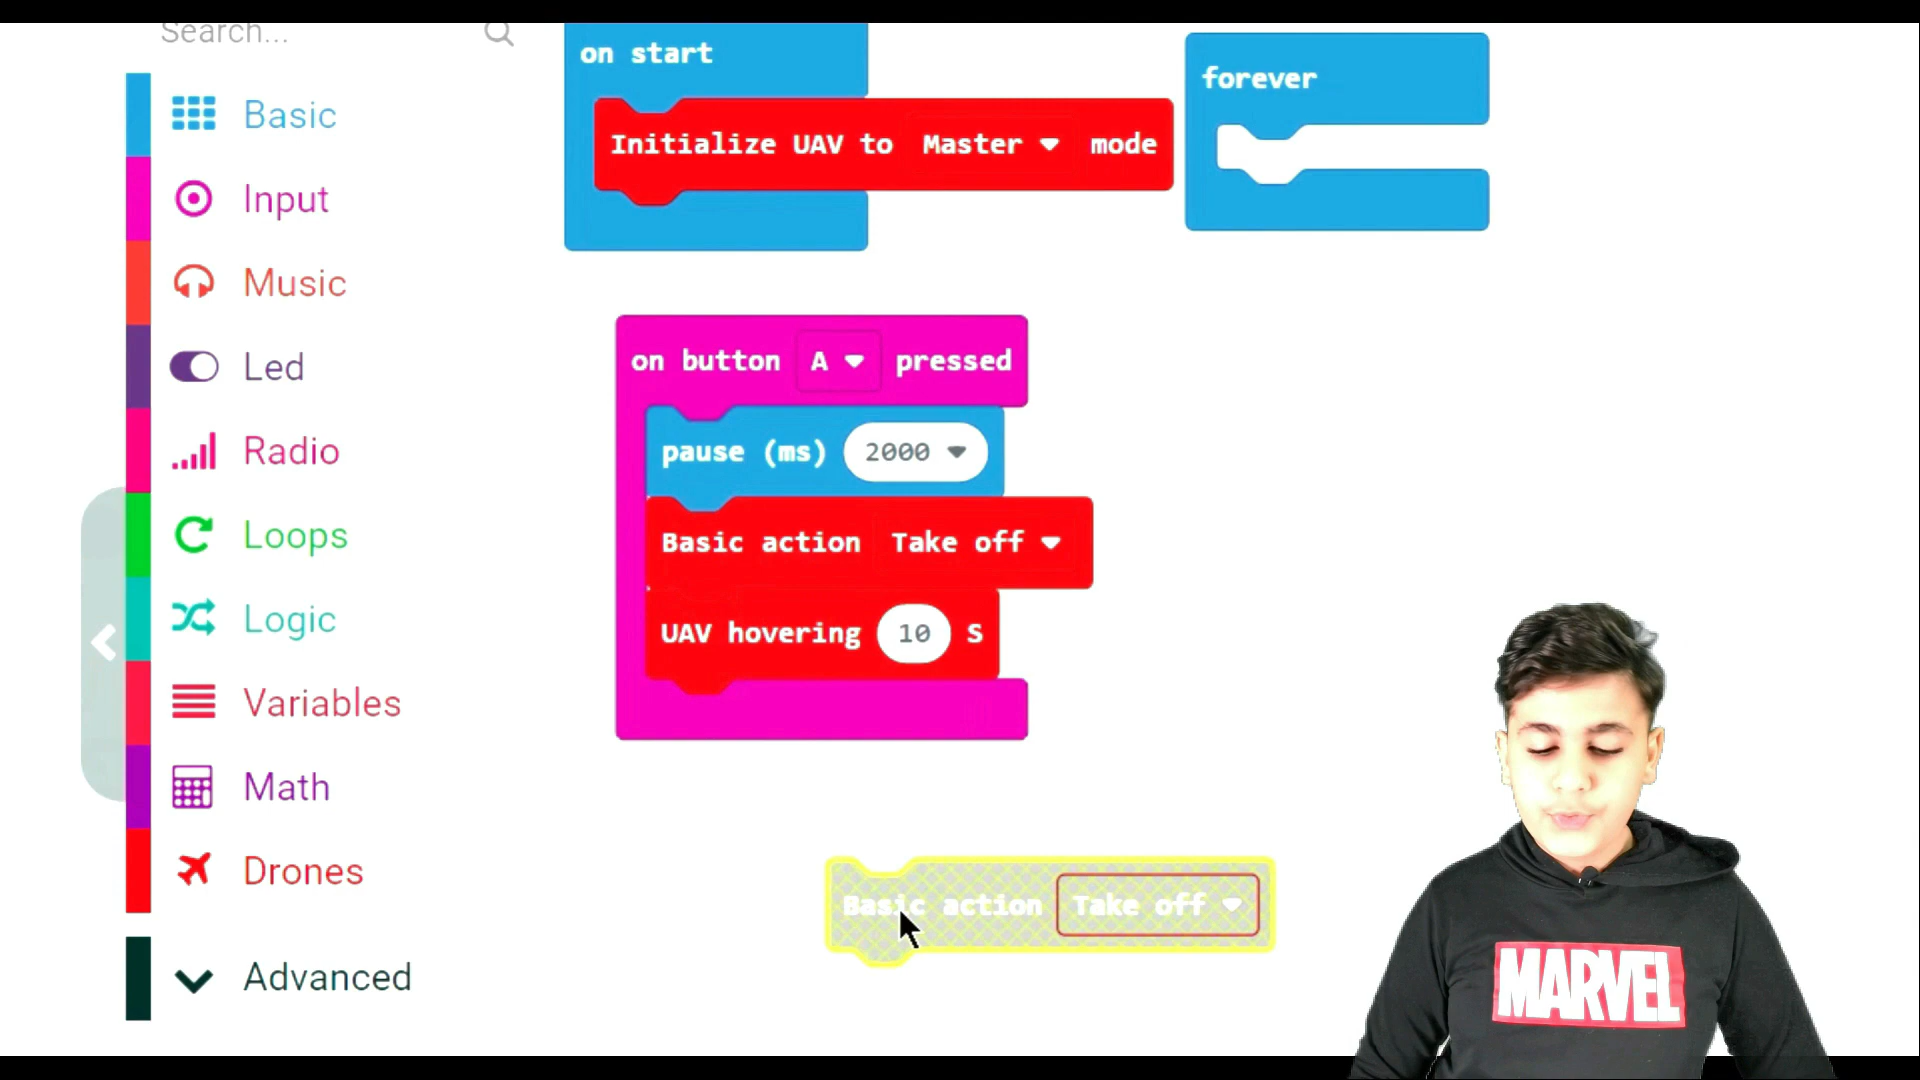 Search...
Basic
Input
Music
Led
Radio
Loops
Logic
Variables
Math
Drones
Advanced
on start
Initialize UAV to Master mode
forever
on button A pressed
pause (ms) 2000
Basic action Take off
UAV hovering 10 S
Basic action Take off
MARVEL